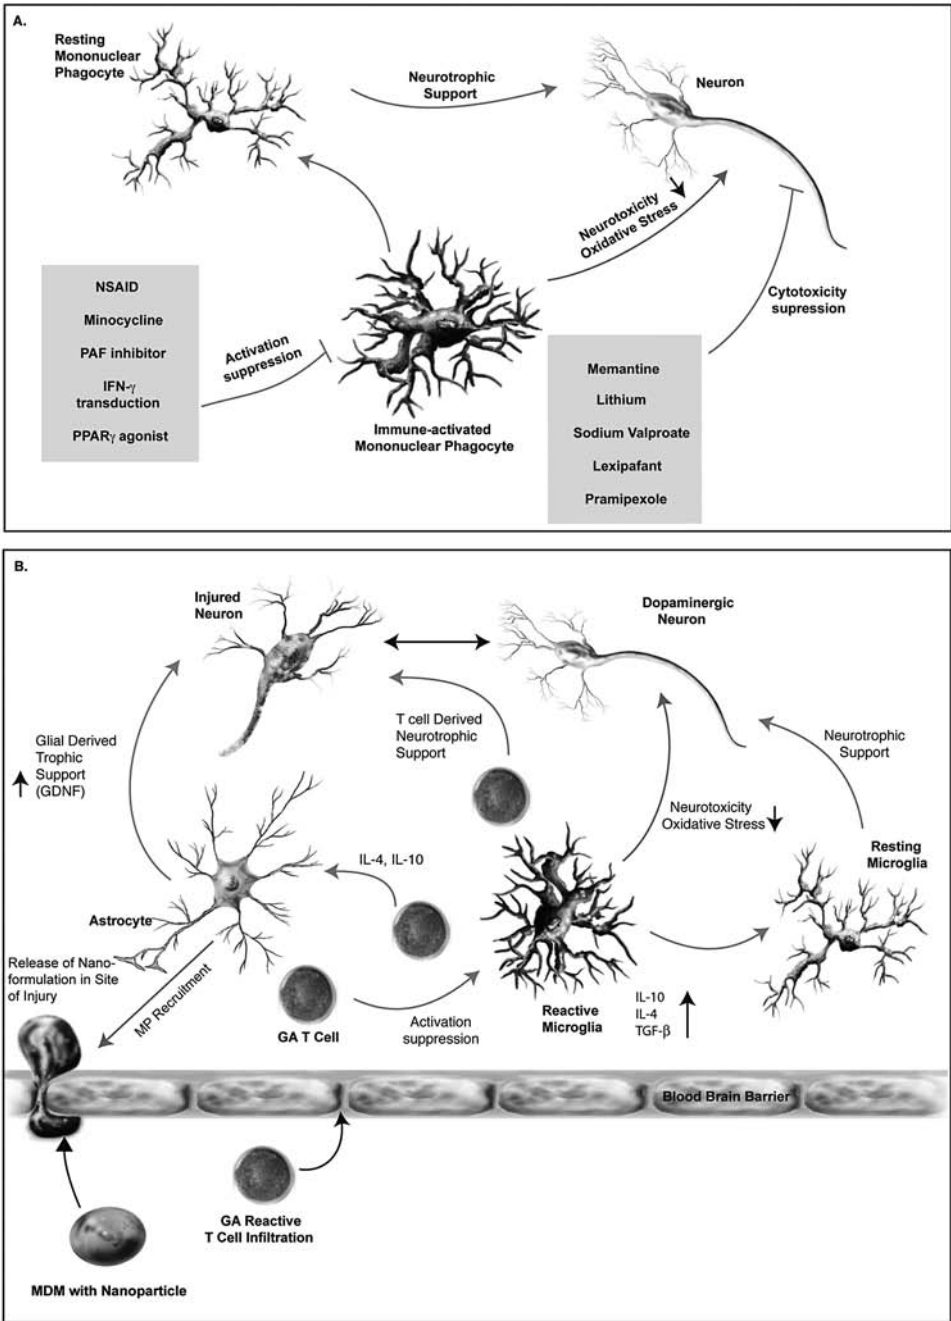 A.
Resting
Mononuclear
Phagocyte
Neurotrophic
Support
Neuron
Neurotoxicity
Oxidative Stress
NSAID
Minocycline
PAF inhibitor
IFN-γ
transduction
PPARγ agonist
Activation
suppression
Immune-activated
Mononuclear Phagocyte
Cytotoxicity
supression
Memantine
Lithium
Sodium Valproate
Lexipafant
Pramipexole
B.
Injured
Neuron
Dopaminergic
Neuron
Glial Derived
Trophic
Support
(GDNF)
T cell Derived
Neurotrophic
Support
Neurotrophic
Support
Neurotoxicity
Oxidative Stress
Resting
Microglia
IL-4, IL-10
Astrocyte
Release of Nano-
formulation in Site
of Injury
MP Recruitment
GA T Cell
Activation
suppression
Reactive
Microglia
IL-10
IL-4
TGF-β
Blood Brain Barrier
GA Reactive
T Cell Infiltration
MDM with Nanoparticle